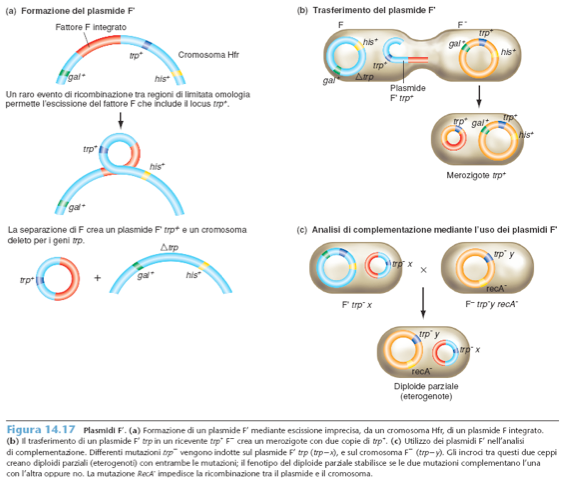 (a) Formazione del plasmide F'
Fattore F integrato
trp+
Cromosoma Hfr
gal+
his+
Un raro evento di ricombinazione tra regioni di limitata omologia
permette l'escissione del fattore F che include il locus trp+.
trp+
his+
gal+
La separazione di F crea un plasmide F' trp+ e un cromosoma
deleto per i geni trp.
△trp
trp+
+
gal+
his+
(b) Trasferimento del plasmide F'
F
F-
his+
trp+
gal+
his+
trp+
gal+
△trp
Plasmide
F' trp+
trp+
gal+
trp+
his+
Merozigote trp+
(c) Analisi di complementazione mediante l'uso dei plasmidi F'
trp- x
×
trp- y
recA-
F' trp- x
F- trp-y recA-
trp- y
trp- x
recA-
Diploide parziale
(eterogenote)
Figura 14.17 Plasmidi F'. (a) Formazione di un plasmide F' mediante escissione imprecisa, da un cromosoma Hfr, di un plasmide F integrato.
(b) Il trasferimento di un plasmide F' trp in un ricevente trp+ F- crea un merozigote con due copie di trp+. (c) Utilizzo dei plasmidi F' nell'analisi
di complementazione. Differenti mutazioni trp- vengono indotte sul plasmide F' trp (trp-x), e sul cromosoma F- (trp-y). Gli incroci tra questi due ceppi
creano diploidi parziali (eterogenoti) con entrambe le mutazioni; il fenotipo del diploide parziale stabilisce se le due mutazioni complementano l'una
con l'altra oppure no. La mutazione RecA- impedisce la ricombinazione tra il plasmide e il cromosoma.